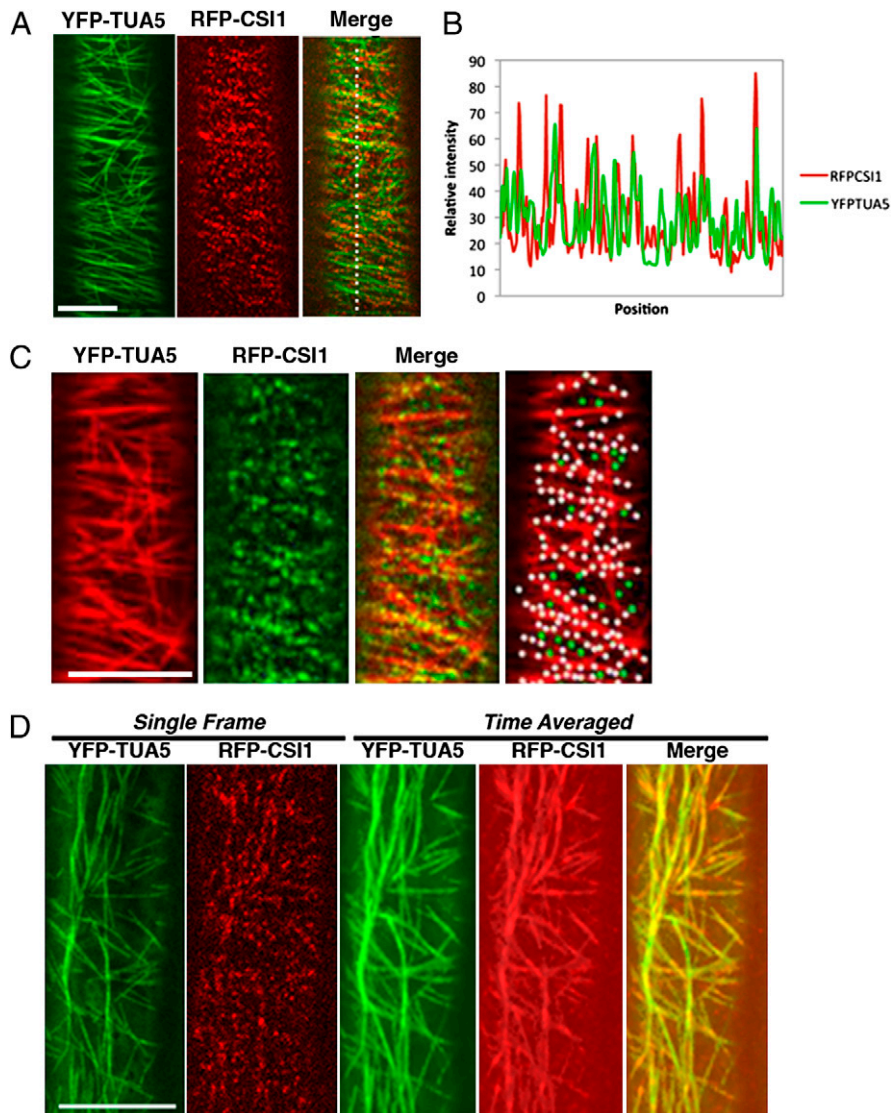 A
YFP-TUA5 RFP-CSI1 Merge
B
90
80
70
60
50
40
30
20
10
0
Relative intensity
Position
RFPCSI1
YFPTUA5
C
YFP-TUA5 RFP-CSI1 Merge
D
Single Frame Time Averaged
YFP-TUA5 RFP-CSI1 YFP-TUA5 RFP-CSI1 Merge